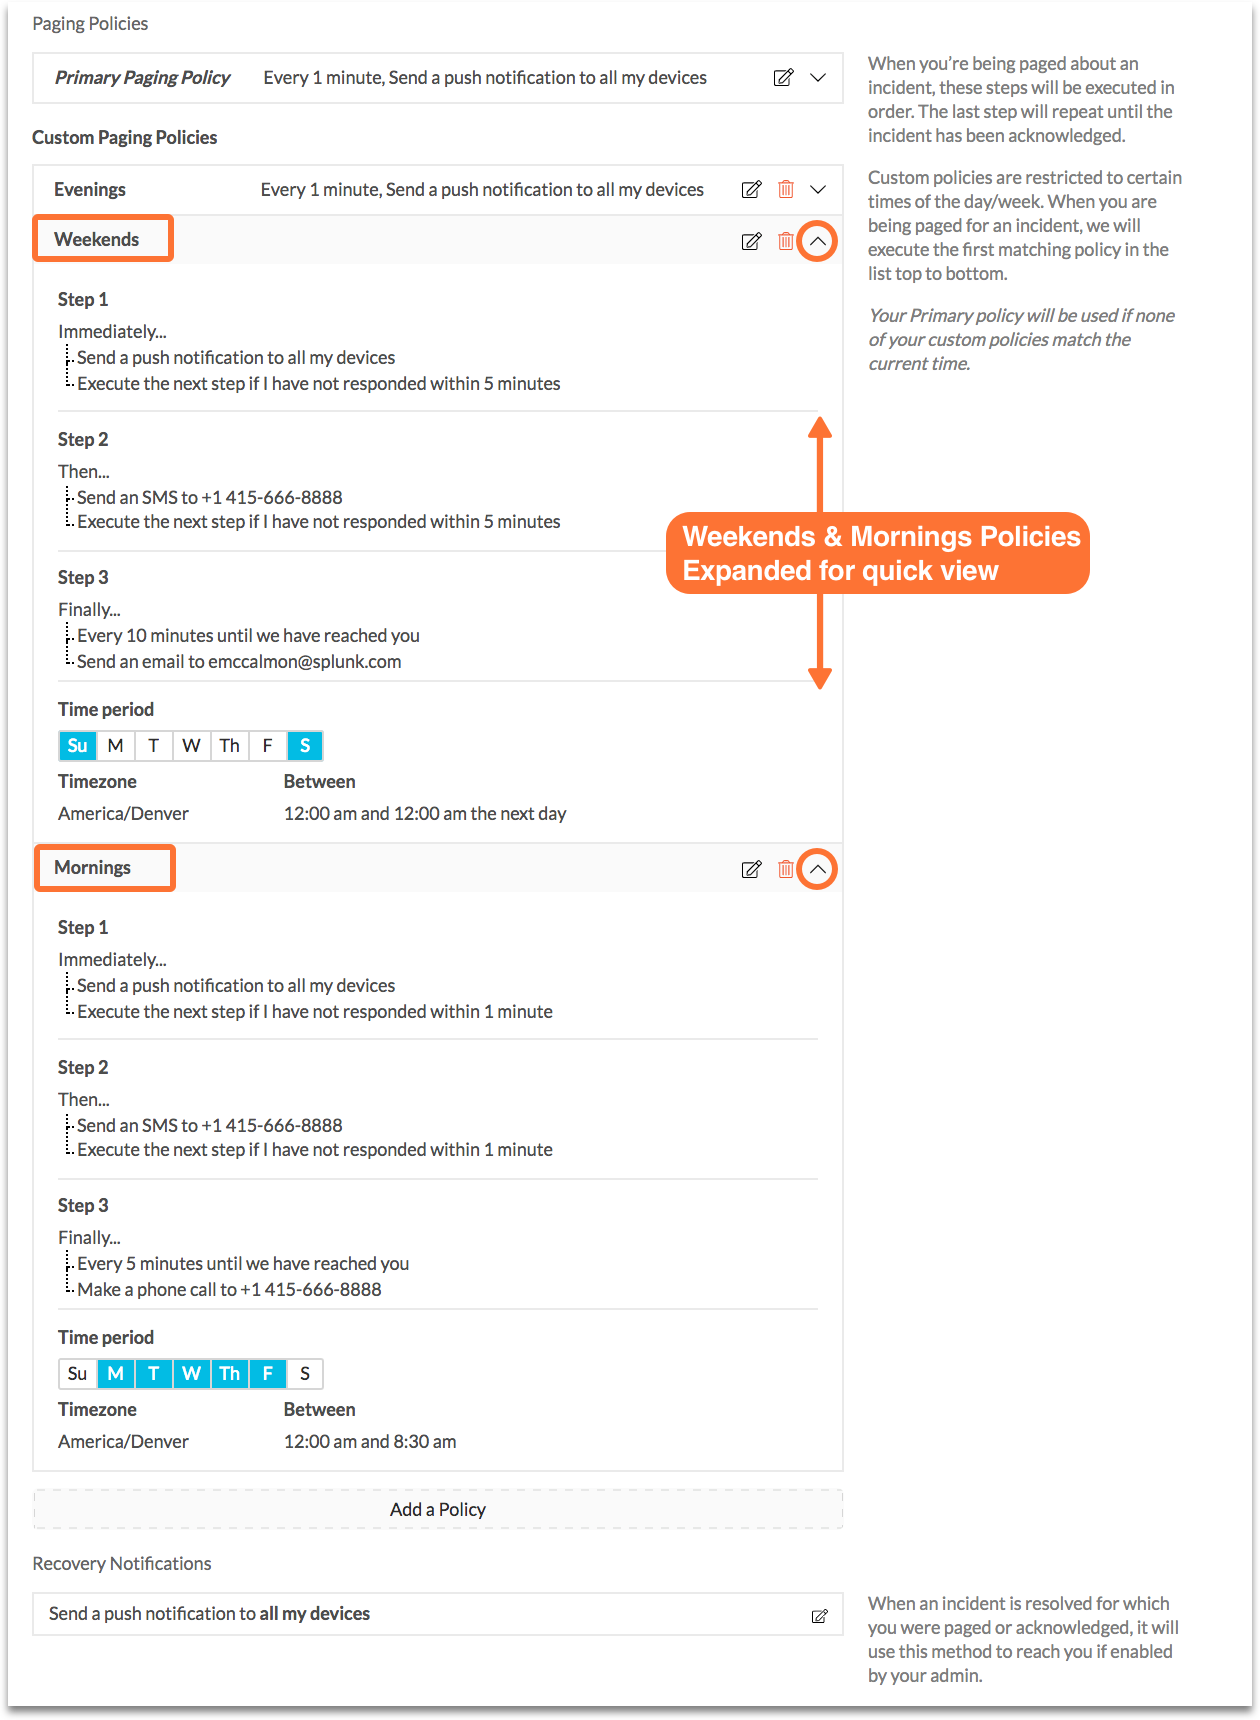 Paging Policies
Primary Paging Policy Every 1 minute, Send a push notification to all my devices
When you're being paged about an
incident, these steps will be executed in
order. The last step will repeat until the
incident has been acknowledged.
Custom policies are restricted to certain
times of the day/week. When you are
being paged for an incident, we will
execute the first matching policy in the
list top to bottom.
Your Primary policy will be used if none
of your custom policies match the
current time.
Custom Paging Policies
Evenings Every 1 minute, Send a push notification to all my devices
Weekends
Step 1
Immediately...
Send a push notification to all my devices
Execute the next step if I have not responded within 5 minutes
Step 2
Then...
Send an SMS to +1 415-666-8888
Execute the next step if I have not responded within 5 minutes
Weekends & Mornings Policies
Expanded for quick view
Step 3
Finally...
Every 10 minutes until we have reached you
Send an email to emccalmon@splunk.com
Time period
Su M T W Th F S
Timezone Between
America/Denver 12:00 am and 12:00 am the next day
Mornings
Step 1
Immediately...
Send a push notification to all my devices
Execute the next step if I have not responded within 1 minute
Step 2
Then...
Send an SMS to +1 415-666-8888
Execute the next step if I have not responded within 1 minute
Step 3
Finally...
Every 5 minutes until we have reached you
Make a phone call to +1 415-666-8888
Time period
Su M T W Th F S
Timezone Between
America/Denver 12:00 am and 8:30 am
Add a Policy
Recovery Notifications
Send a push notification to all my devices
When an incident is resolved for which
you were paged or acknowledged, it will
use this method to reach you if enabled
by your admin.